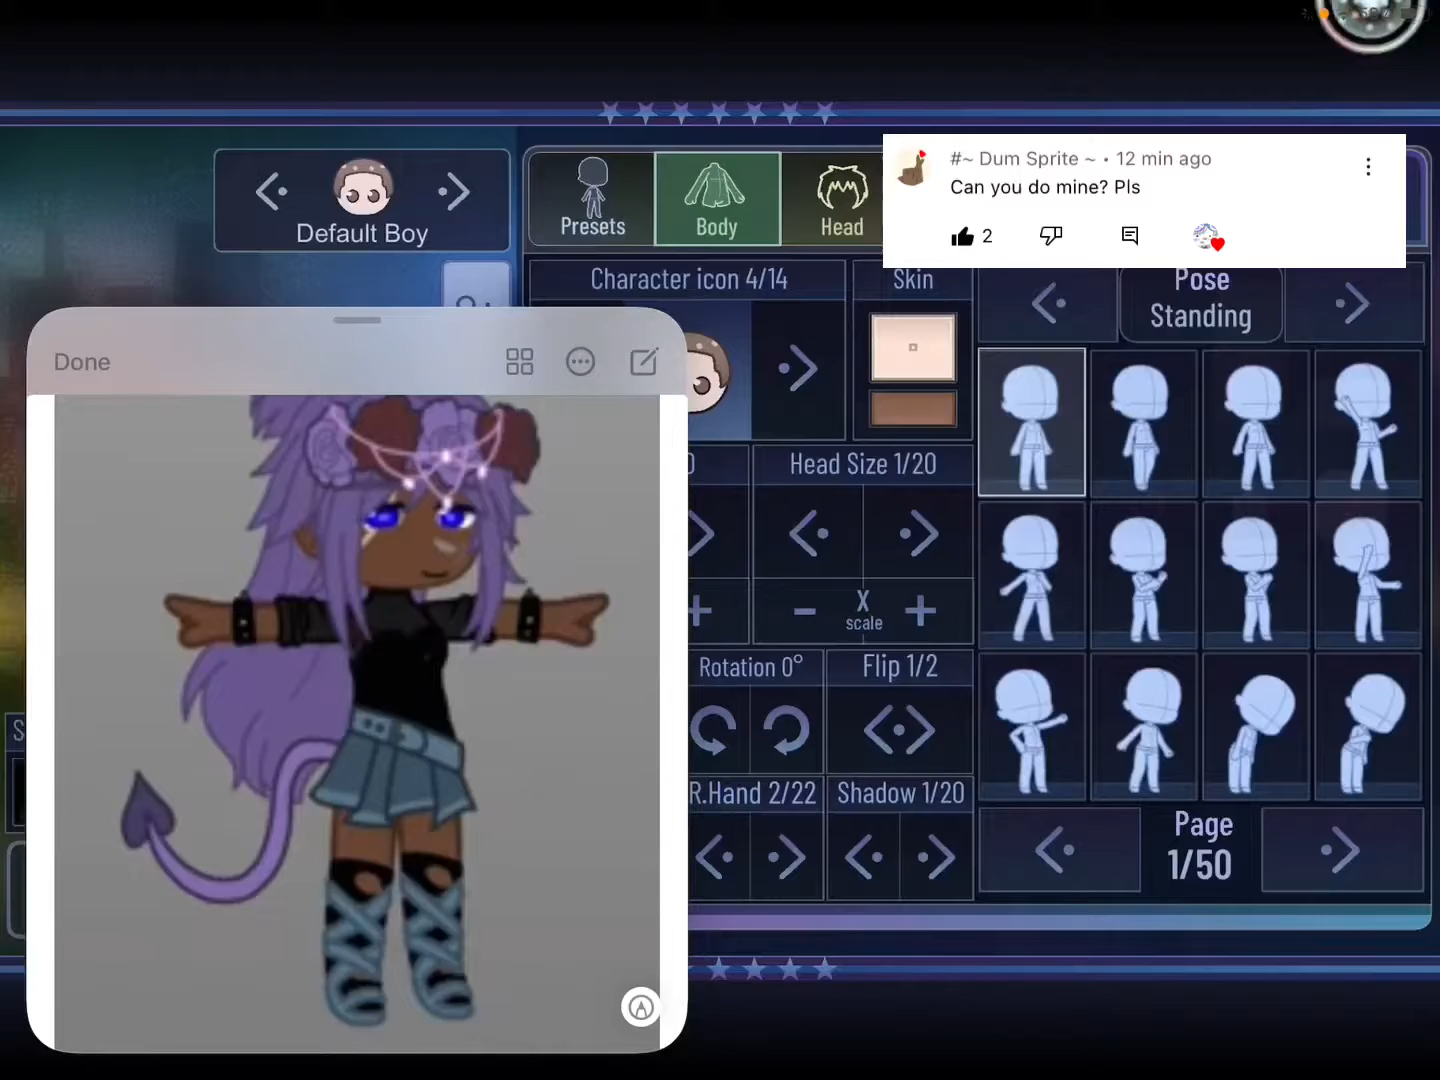 #~ Dum Sprite ~ • 12 min ago
Can you do mine? Pls
2
Default Boy
Presets
Body
Head
Character icon 4/14
Skin
Pose
Standing
Done
Head Size 1/20
X
scale
Rotation 0°
Flip 1/2
R.Hand 2/22
Shadow 1/20
Page
1/50